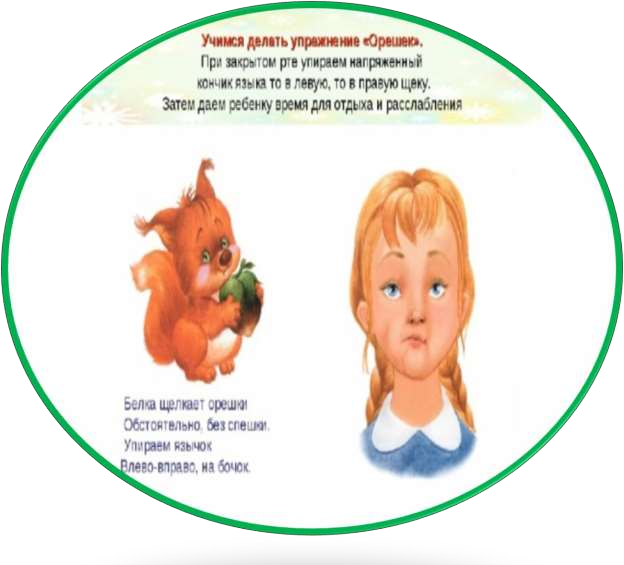 Учимся делать упражнение «Орешек».
При закрытом рте упираем напряженный
кончик языка то в левую, то в правую щеку.
Затем даем ребенку время для отдыха и расслабления
Белка щелкает орешки
Обстоятельно, без спешки.
Упираем язычок
Влево-вправо, на бочок.